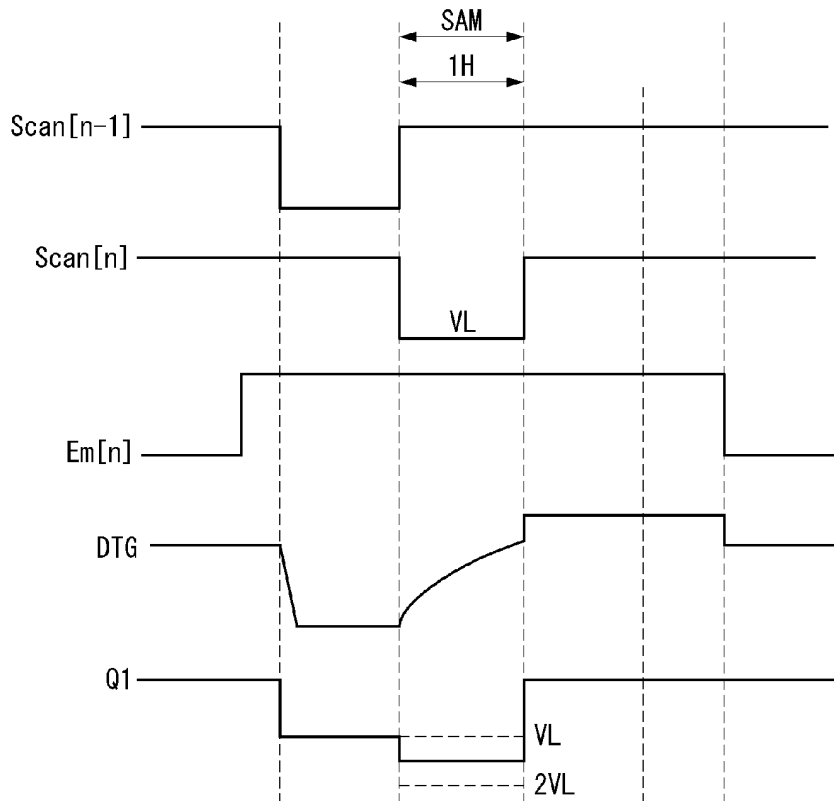 SAM
1H
Scan[n-1]
Scan[n]
VL
Em[n]
DTG
Q1
VL
2VL